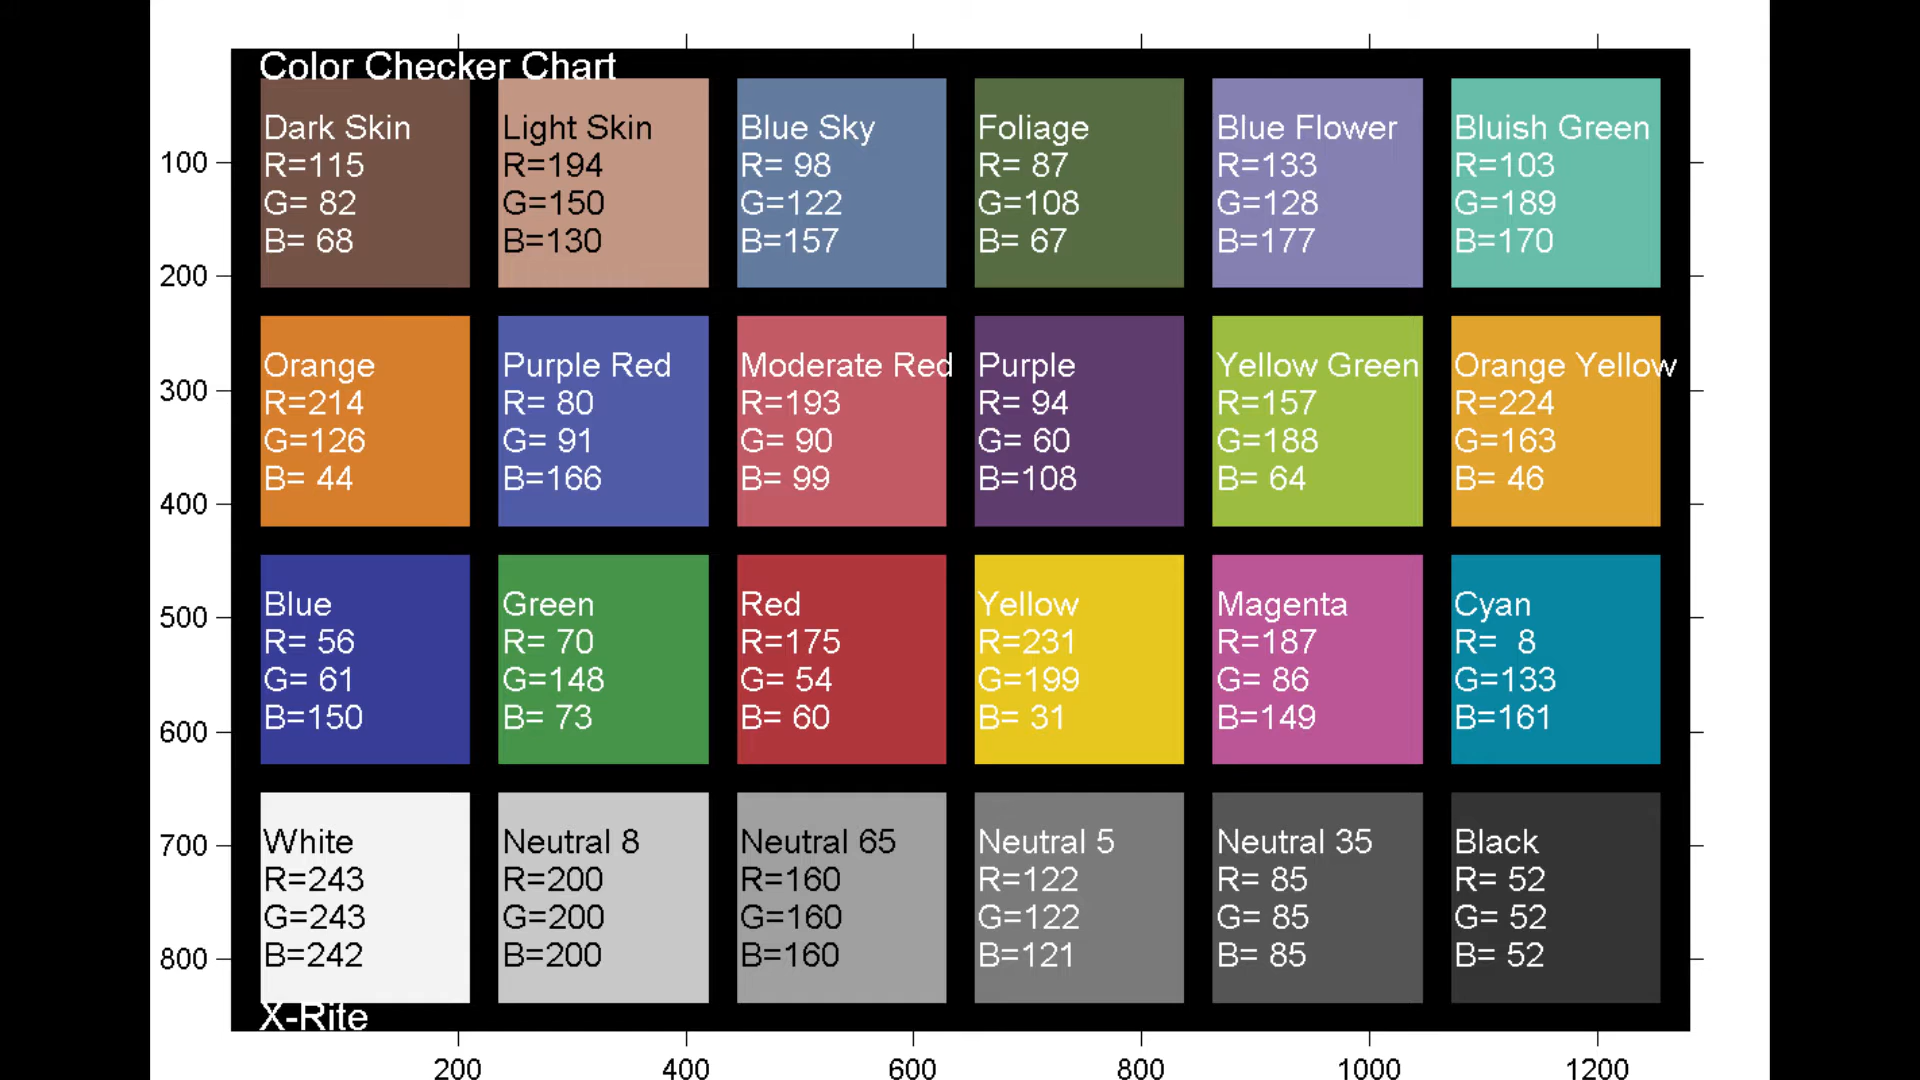 Color Checker Chart
Dark Skin
R=115
G= 82
B= 68
Light Skin
R=194
G=150
B=130
Blue Sky
R= 98
G=122
B=157
Foliage
R= 87
G=108
B= 67
Blue Flower
R=133
G=128
B=177
Bluish Green
R=103
G=189
B=170
Orange
R=214
G=126
B= 44
Purple Red
R= 80
G= 91
B=166
Moderate Red
R=193
G= 90
B= 99
Purple
R= 94
G= 60
B=108
Yellow Green
R=157
G=188
B= 64
Orange Yellow
R=224
G=163
B= 46
Blue
R= 56
G= 61
B=150
Green
R= 70
G=148
B= 73
Red
R=175
G= 54
B= 60
Yellow
R=231
G=199
B= 31
Magenta
R=187
G= 86
B=149
Cyan
R=  8
G=133
B=161
White
R=243
G=243
B=242
Neutral 8
R=200
G=200
B=200
Neutral 65
R=160
G=160
B=160
Neutral 5
R=122
G=122
B=121
Neutral 35
R= 85
G= 85
B= 85
Black
R= 52
G= 52
B= 52
X-Rite
100
200
300
400
500
600
700
800
200
400
600
800
1000
1200